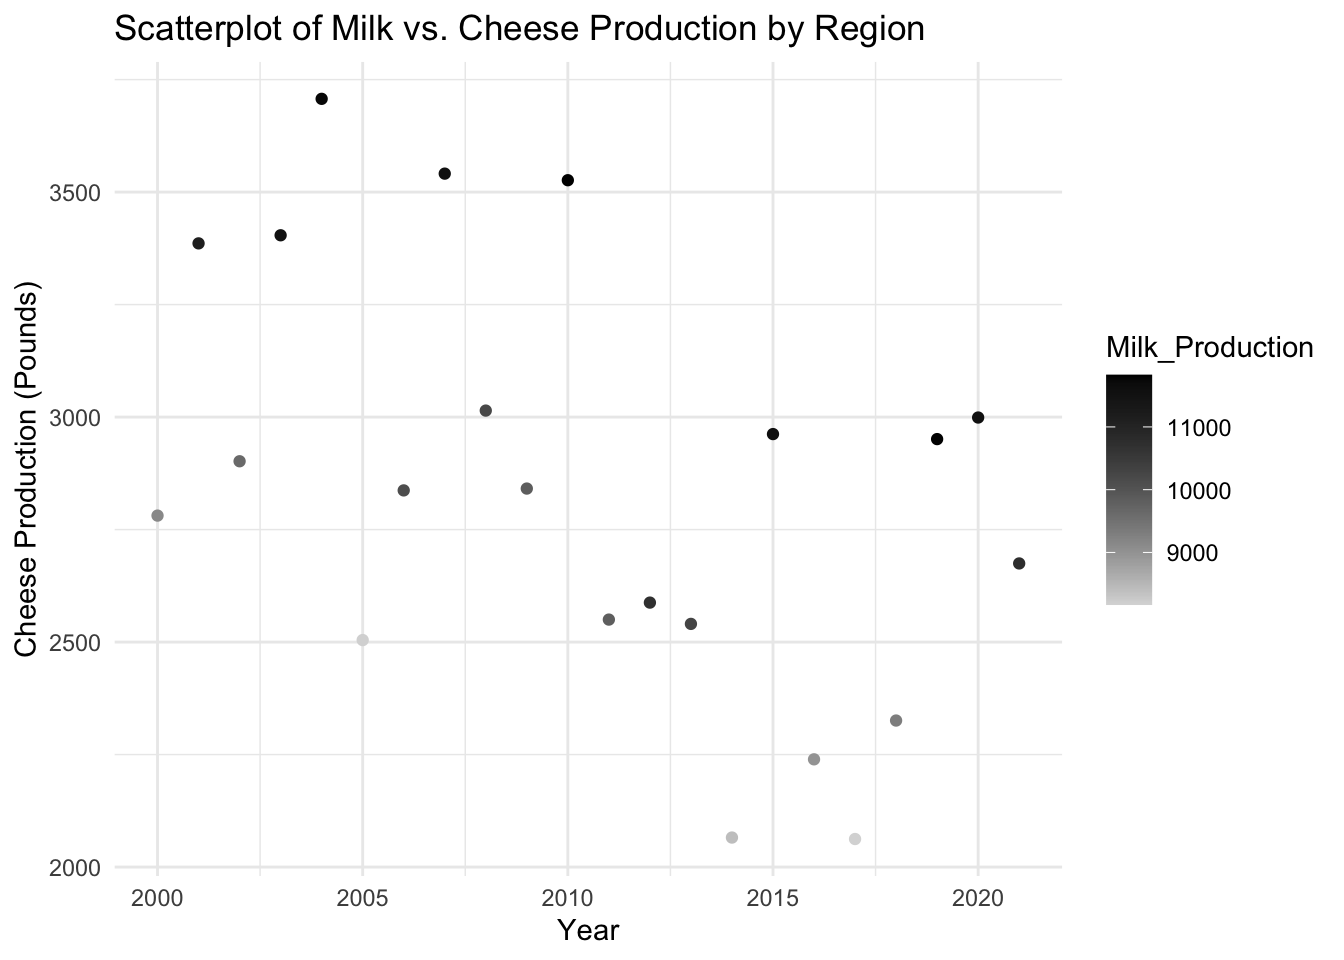 Scatterplot of Milk vs. Cheese Production by Region
Cheese Production (Pounds)
3500
3000
2500
2000
2000 2005 2010 2015 2020
Year
Milk_Production
11000
10000
9000